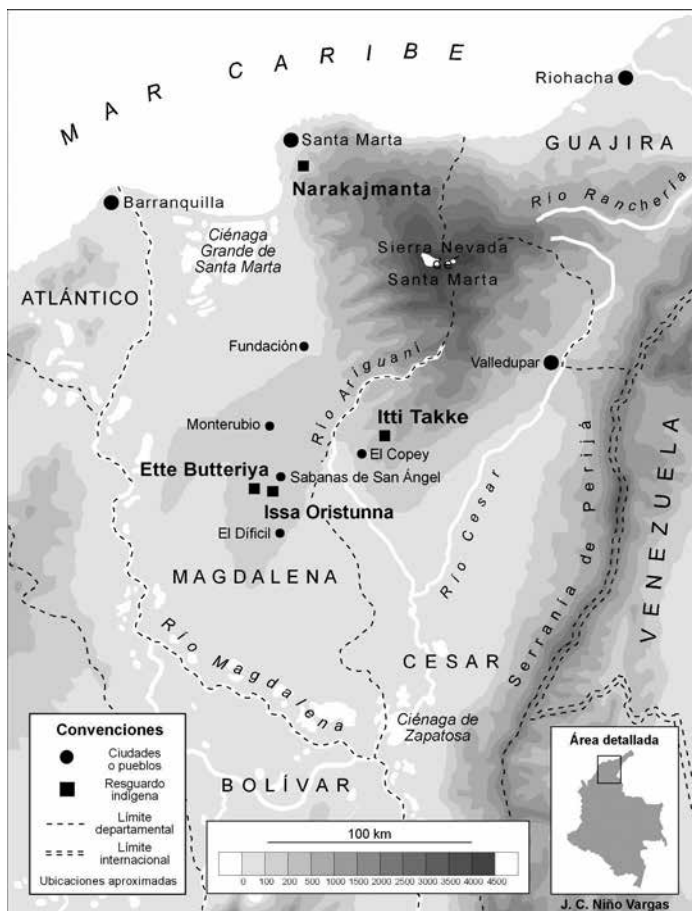 MAR CARIBE
Riohacha
Santa Marta
GUAJIRA
Narakajmanta
Río Ranchería
Barranquilla
Ciénaga
Grande de
Santa Marta
Sierra Nevada
de
Santa Marta
ATLÁNTICO
Fundación
Río Ariguaní
Valledupar
Itti Takke
Monterubio
El Copey
Ette Butteriya
Sabanas de San Ángel
Issa Oristunna
El Díficil
Río Cesar
Serranía de Perijá
VENEZUELA
MAGDALENA
Río Magdalena
CESAR
Ciénaga de
Zapatosa
BOLÍVAR
Convenciones
Ciudades
o pueblos
Resguardo
indígena
Límite
departamental
Límite
internacional
Ubicaciones aproximadas
100 km
0 100 200 500 1000 1500 2000 2500 3000 3500 4000 4500
Área detallada
J. C. Niño Vargas